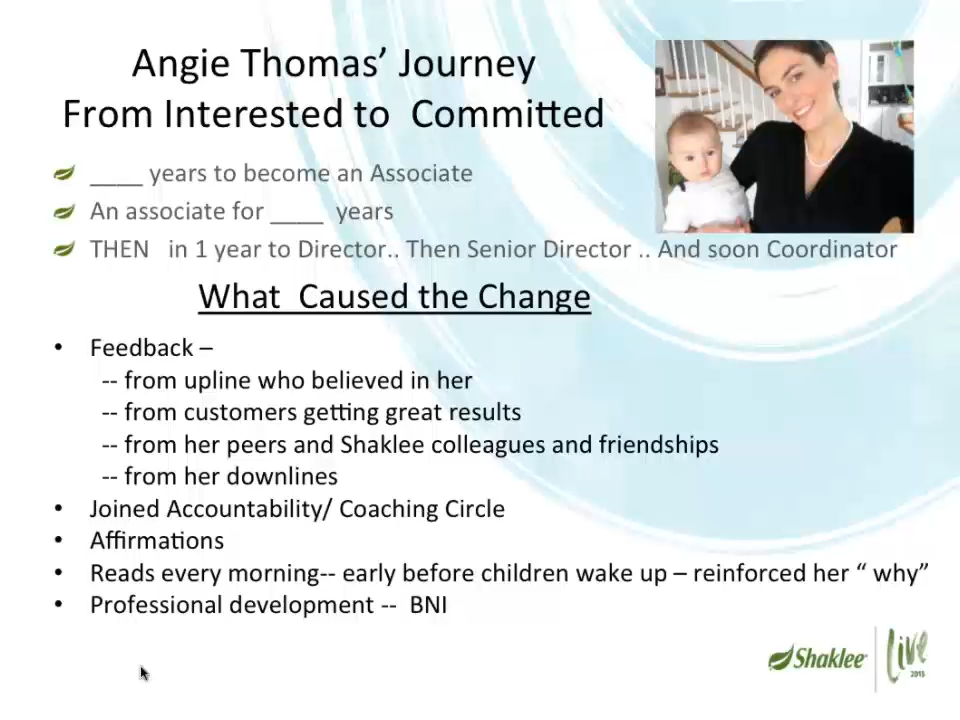 Angie Thomas’ Journey
From Interested to  Committed
____ years to become an Associate
An associate for ____  years
THEN   in 1 year to Director.. Then Senior Director .. And soon Coordinator
What  Caused the Change
• Feedback –
-- from upline who believed in her
-- from customers getting great results
-- from her peers and Shaklee colleagues and friendships
-- from her downlines
• Joined Accountability/ Coaching Circle
• Affirmations
• Reads every morning-- early before children wake up – reinforced her “ why”
• Professional development --  BNI
Shaklee Live
2015